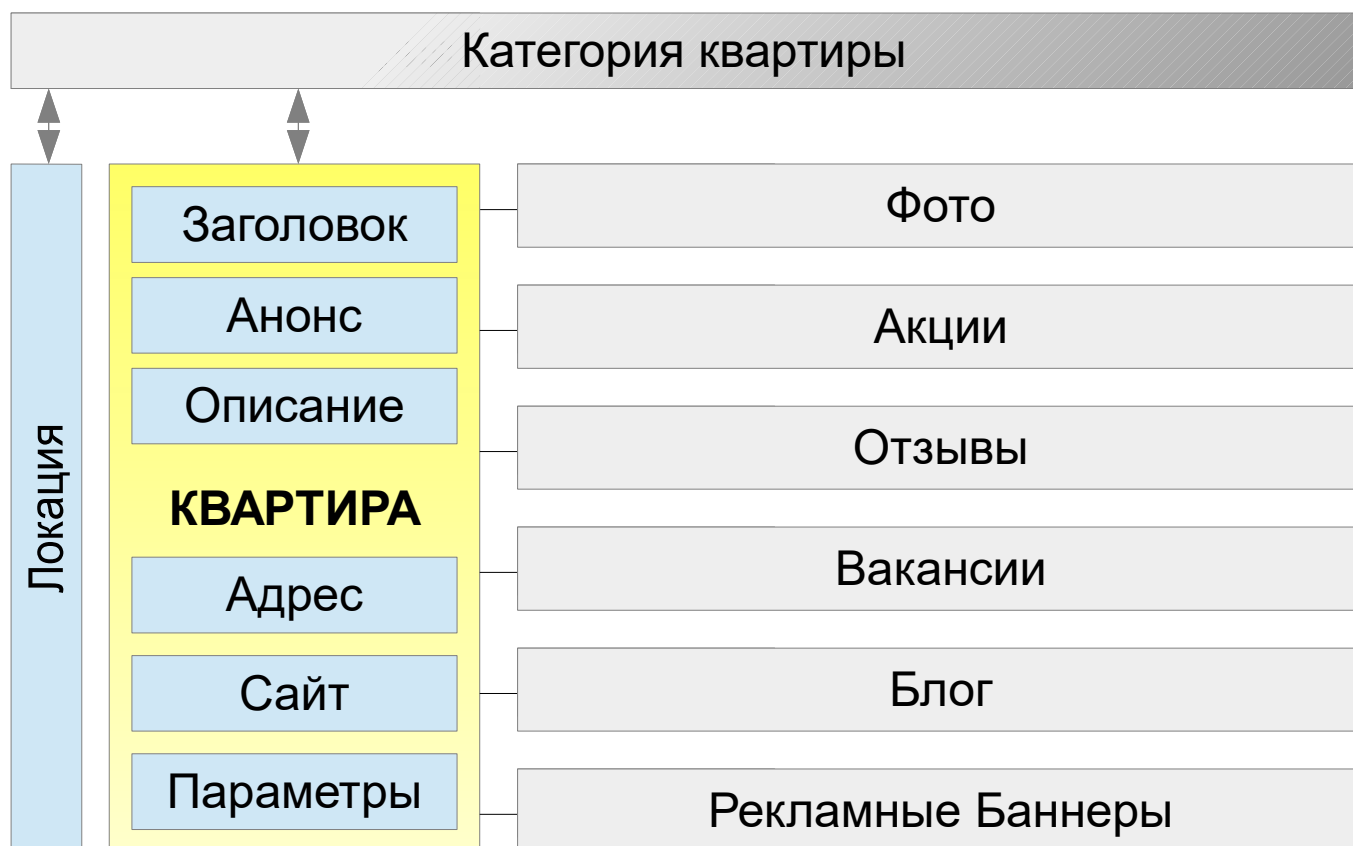 Категория квартиры
Локация
Заголовок
Анонс
Описание
КВАРТИРА
Адрес
Сайт
Параметры
Фото
Акции
Отзывы
Вакансии
Блог
Рекламные Баннеры